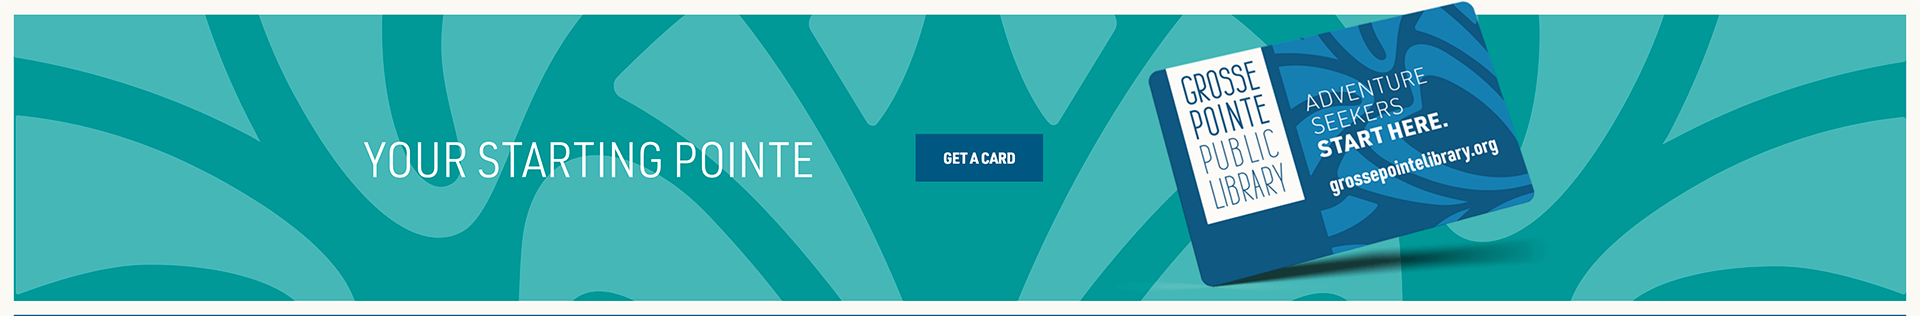 YOUR STARTING POINTE
GET A CARD
GROSSE
POINTE
PUBLIC
LIBRARY
ADVENTURE
SEEKERS
START HERE.
grossepointelibrary.org